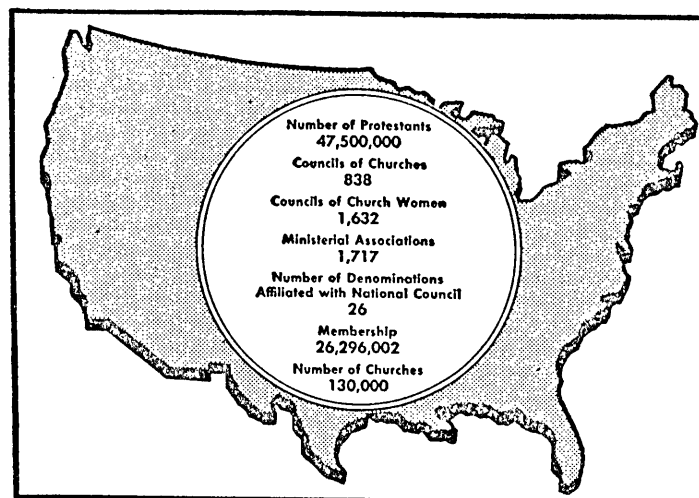 Number of Protestants
47,500,000
Councils of Churches
838
Councils of Church Women
1,632
Ministerial Associations
1,717
Number of Denominations
Affiliated with National Council
26
Membership
26,296,002
Number of Churches
130,000